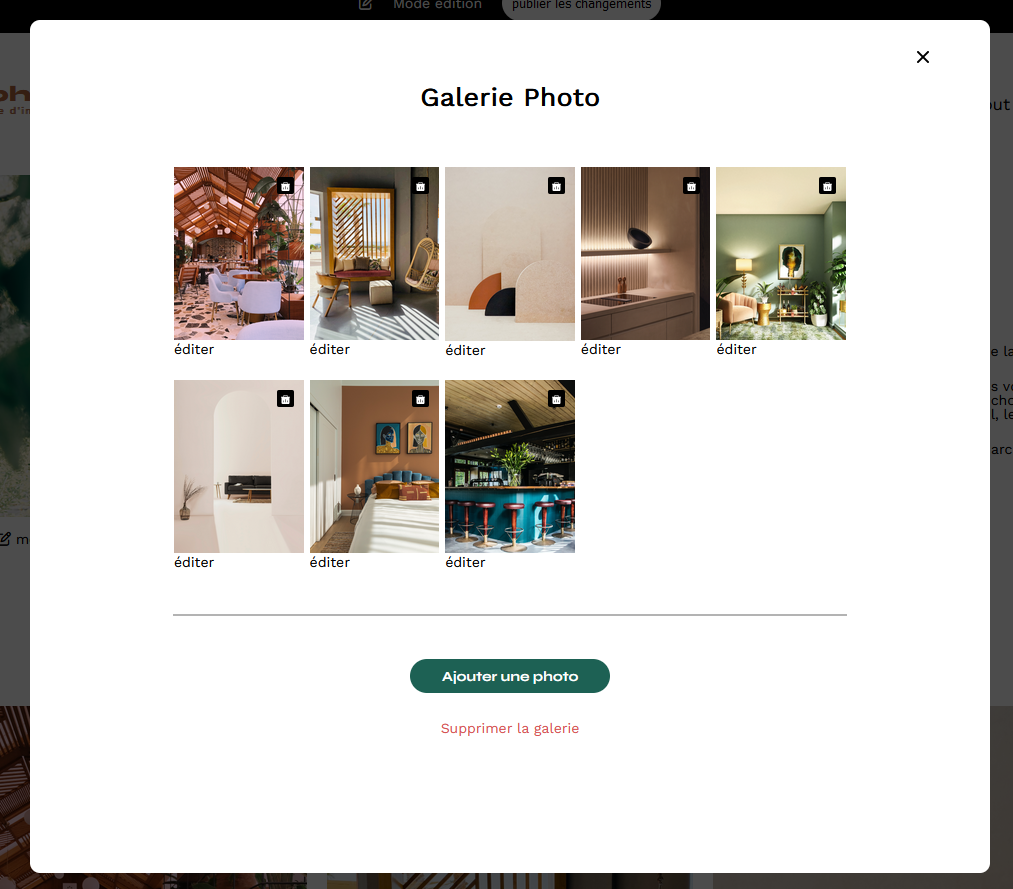 Mode édition
publier les changements
Galerie Photo
éditer
éditer
éditer
éditer
éditer
éditer
éditer
éditer
Ajouter une photo
Supprimer la galerie